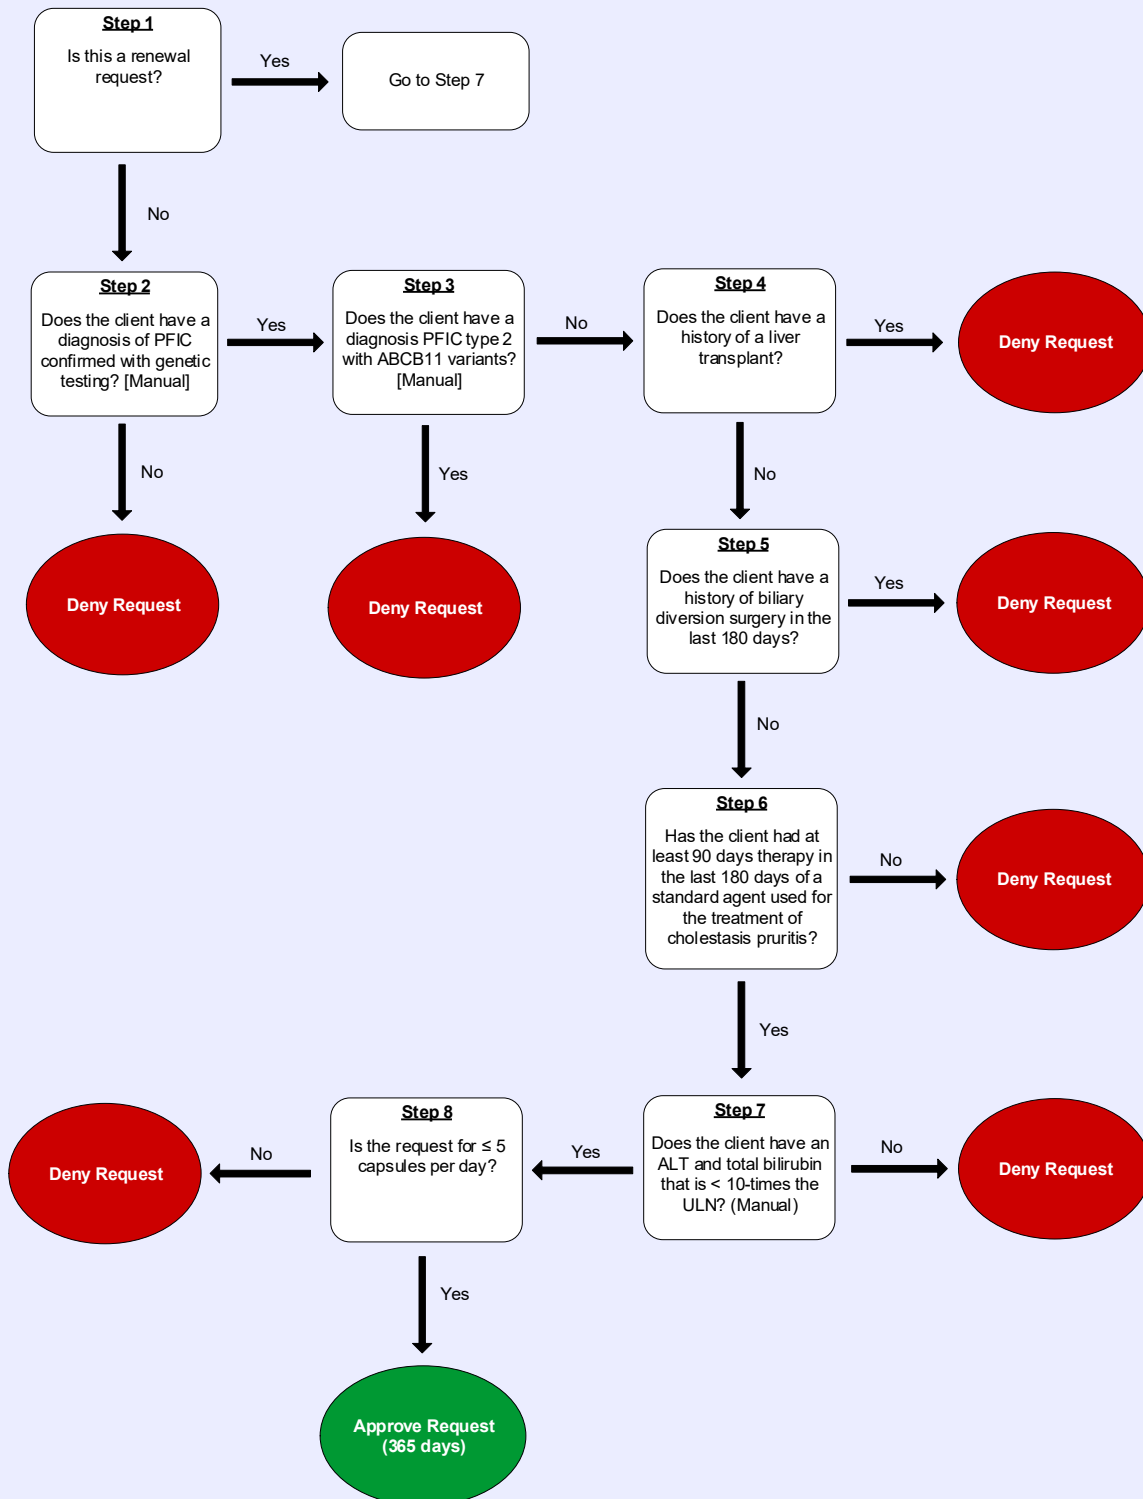 Step 1
Is this a renewal
request?
Yes
Go to Step 7
No
Step 2
Does the client have a
diagnosis of PFIC
confirmed with genetic
testing? [Manual]
Yes
Step 3
Does the client have a
diagnosis PFIC type 2
with ABCB11 variants?
[Manual]
No
Step 4
Does the client have a
history of a liver
transplant?
Yes
Deny Request
No
Deny Request
Yes
Deny Request
No
Step 5
Does the client have a
history of biliary
diversion surgery in the
last 180 days?
Yes
Deny Request
No
Step 6
Has the client had at
least 90 days therapy in
the last 180 days of a
standard agent used for
the treatment of
cholestasis pruritis?
No
Deny Request
Yes
Step 7
Does the client have an
ALT and total bilirubin
that is < 10-times the
ULN? (Manual)
No
Deny Request
Yes
Step 8
Is the request for ≤ 5
capsules per day?
No
Deny Request
Yes
Approve Request
(365 days)